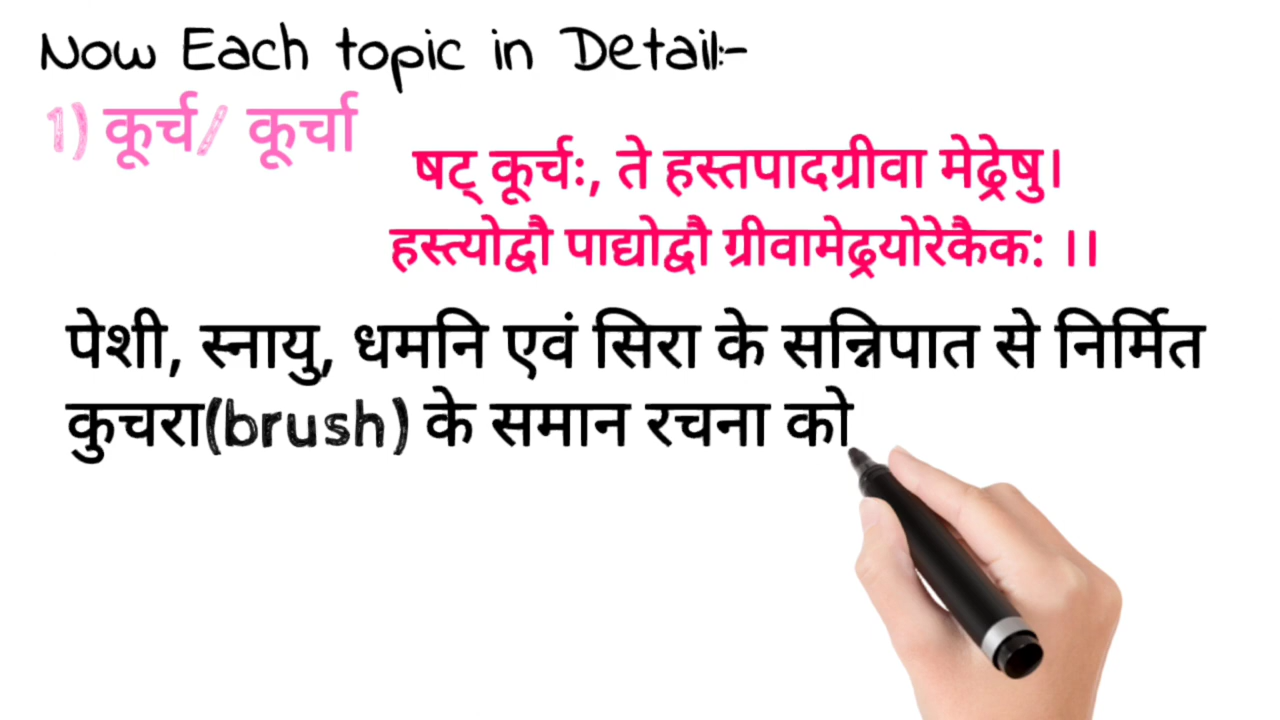 Now Each topic in Detail:-
1) कूर्च/ कूर्चा
षट् कूर्चः, ते हस्तपादग्रीवा मेढ्रेषु।
हस्त्योद्वौ पाद्योद्वौ ग्रीवामेढ्रयोरेकैक: ।।
पेशी, स्नायु, धमनि एवं सिरा के सन्निपात से निर्मित
कुचरा(brush) के समान रचना को